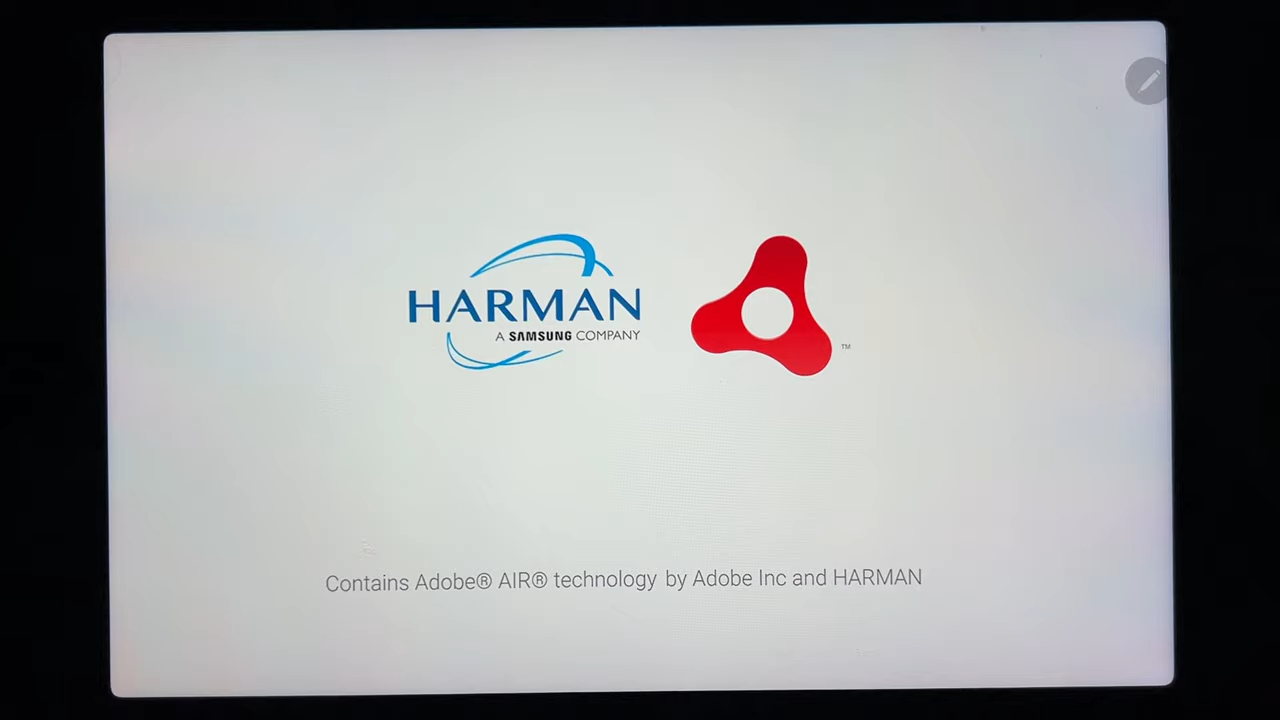 HARMAN
A SAMSUNG COMPANY
TM
Contains Adobe® AIR® technology by Adobe Inc and HARMAN